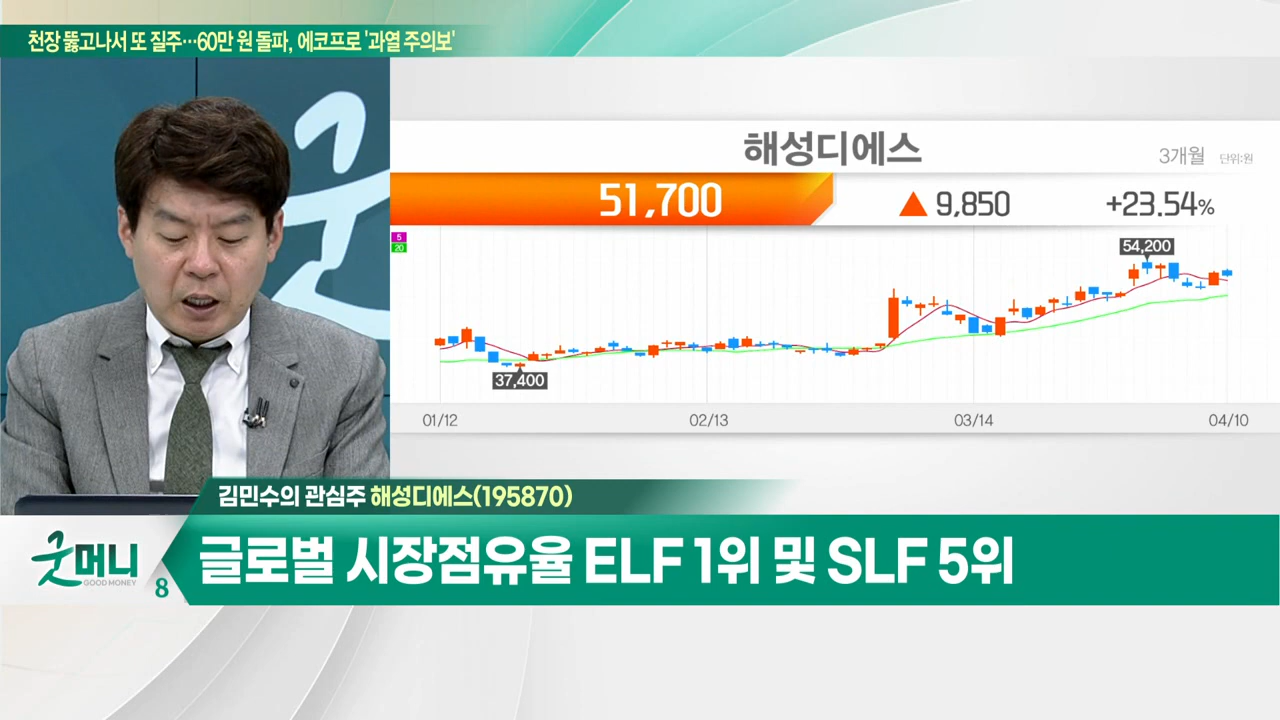 천장 뚫고나서 또 질주…60만 원 돌파, 에코프로 '과열 주의보'
해성디에스
3개월 단위:원
51,700 ▲ 9,850 +23.54%
5
20
54,200
37,400
01/12 02/13 03/14 04/10
굿
김민수의 관심주 해성디에스(195870)
굿머니
GOOD MONEY
8
글로벌 시장점유율 ELF 1위 및 SLF 5위